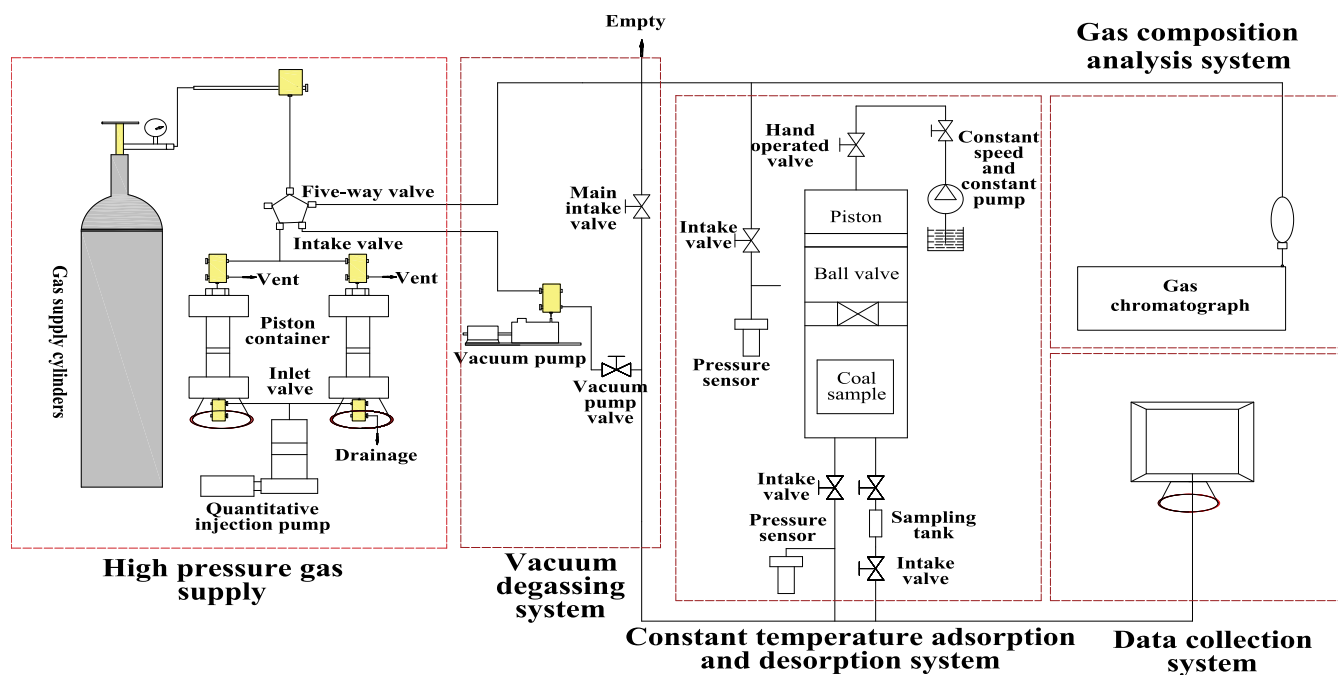 Empty
Gas composition
analysis system
Hand
operated
valve
Constant
speed
and
constant
pump
Five-way valve
Main
intake
valve
Piston
Intake
valve
Intake valve
Vent
Vent
Ball valve
Gas supply cylinders
Gas
chromatograph
Piston
container
Vacuum pump
Pressure
sensor
Inlet
valve
Vacuum
pump
valve
Coal
sample
Drainage
Intake
valve
Quantitative
injection pump
Pressure
sensor
Sampling
tank
Intake
valve
High pressure gas
supply
Vacuum
degassing
system
Constant temperature adsorption
and desorption system
Data collection
system